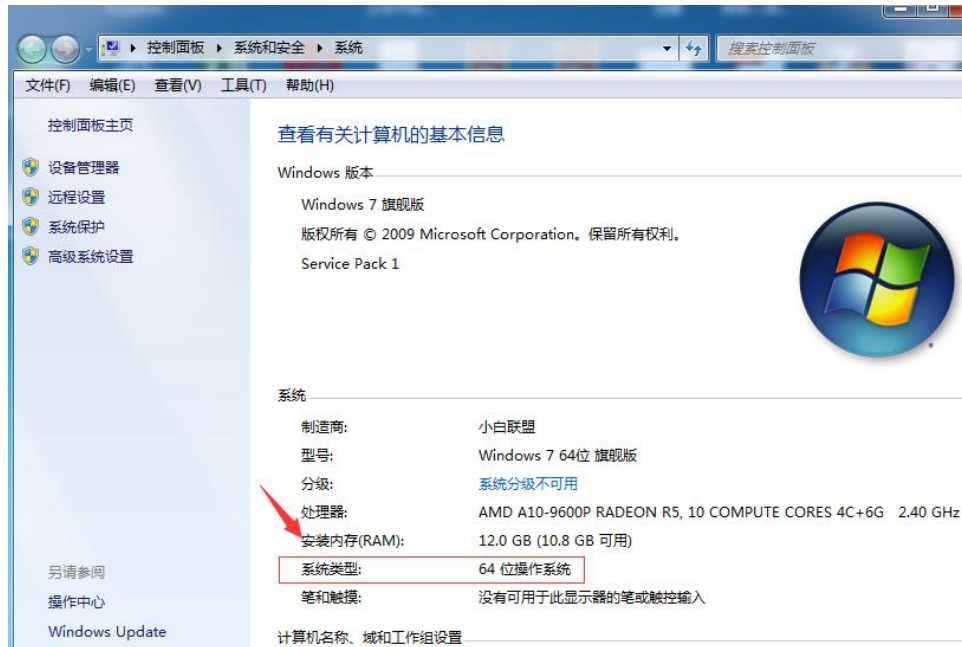 控制面板 ▸ 系统和安全 ▸ 系统
搜索控制面板
文件(F) 编辑(E) 查看(V) 工具(T) 帮助(H)
控制面板主页
设备管理器
远程设置
系统保护
高级系统设置
另请参阅
操作中心
Windows Update
查看有关计算机的基本信息
Windows 版本
Windows 7 旗舰版
版权所有 © 2009 Microsoft Corporation。保留所有权利。
Service Pack 1
系统
制造商: 小白联盟
型号: Windows 7 64位 旗舰版
分级: 系统分级不可用
处理器: AMD A10-9600P RADEON R5, 10 COMPUTE CORES 4C+6G 2.40 GHz
安装内存(RAM): 12.0 GB (10.8 GB 可用)
系统类型: 64 位操作系统
笔和触摸: 没有可用于此显示器的笔或触控输入
计算机名称、域和工作组设置